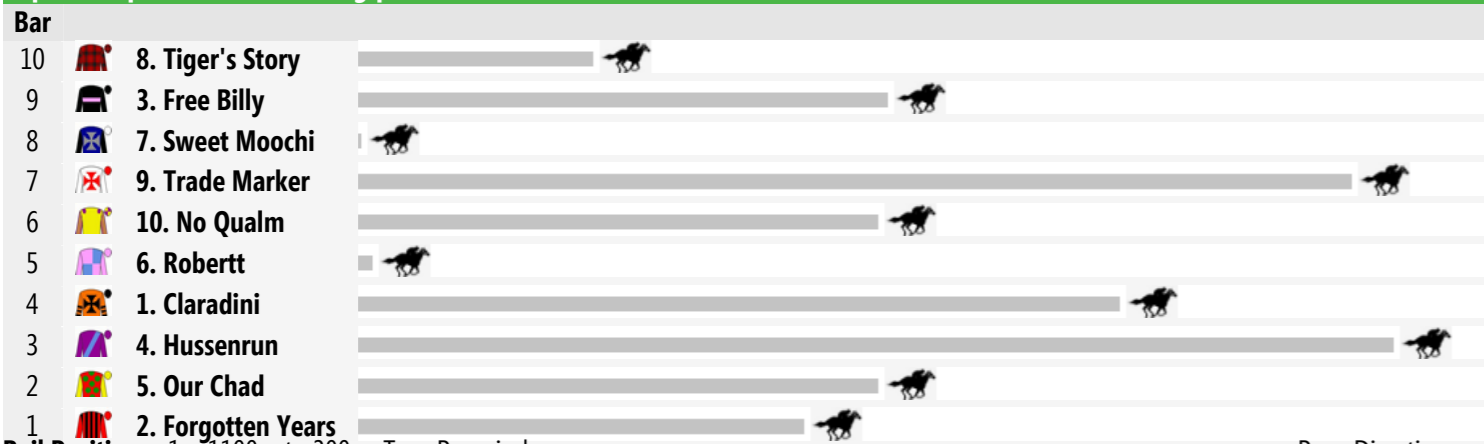 Bar
10 8. Tiger's Story
9 3. Free Billy
8 7. Sweet Moochi
7 9. Trade Marker
6 10. No Qualm
5 6. Robertt
4 1. Claradini
3 4. Hussenrun
2 5. Our Chad
1 2. Forgotten Years